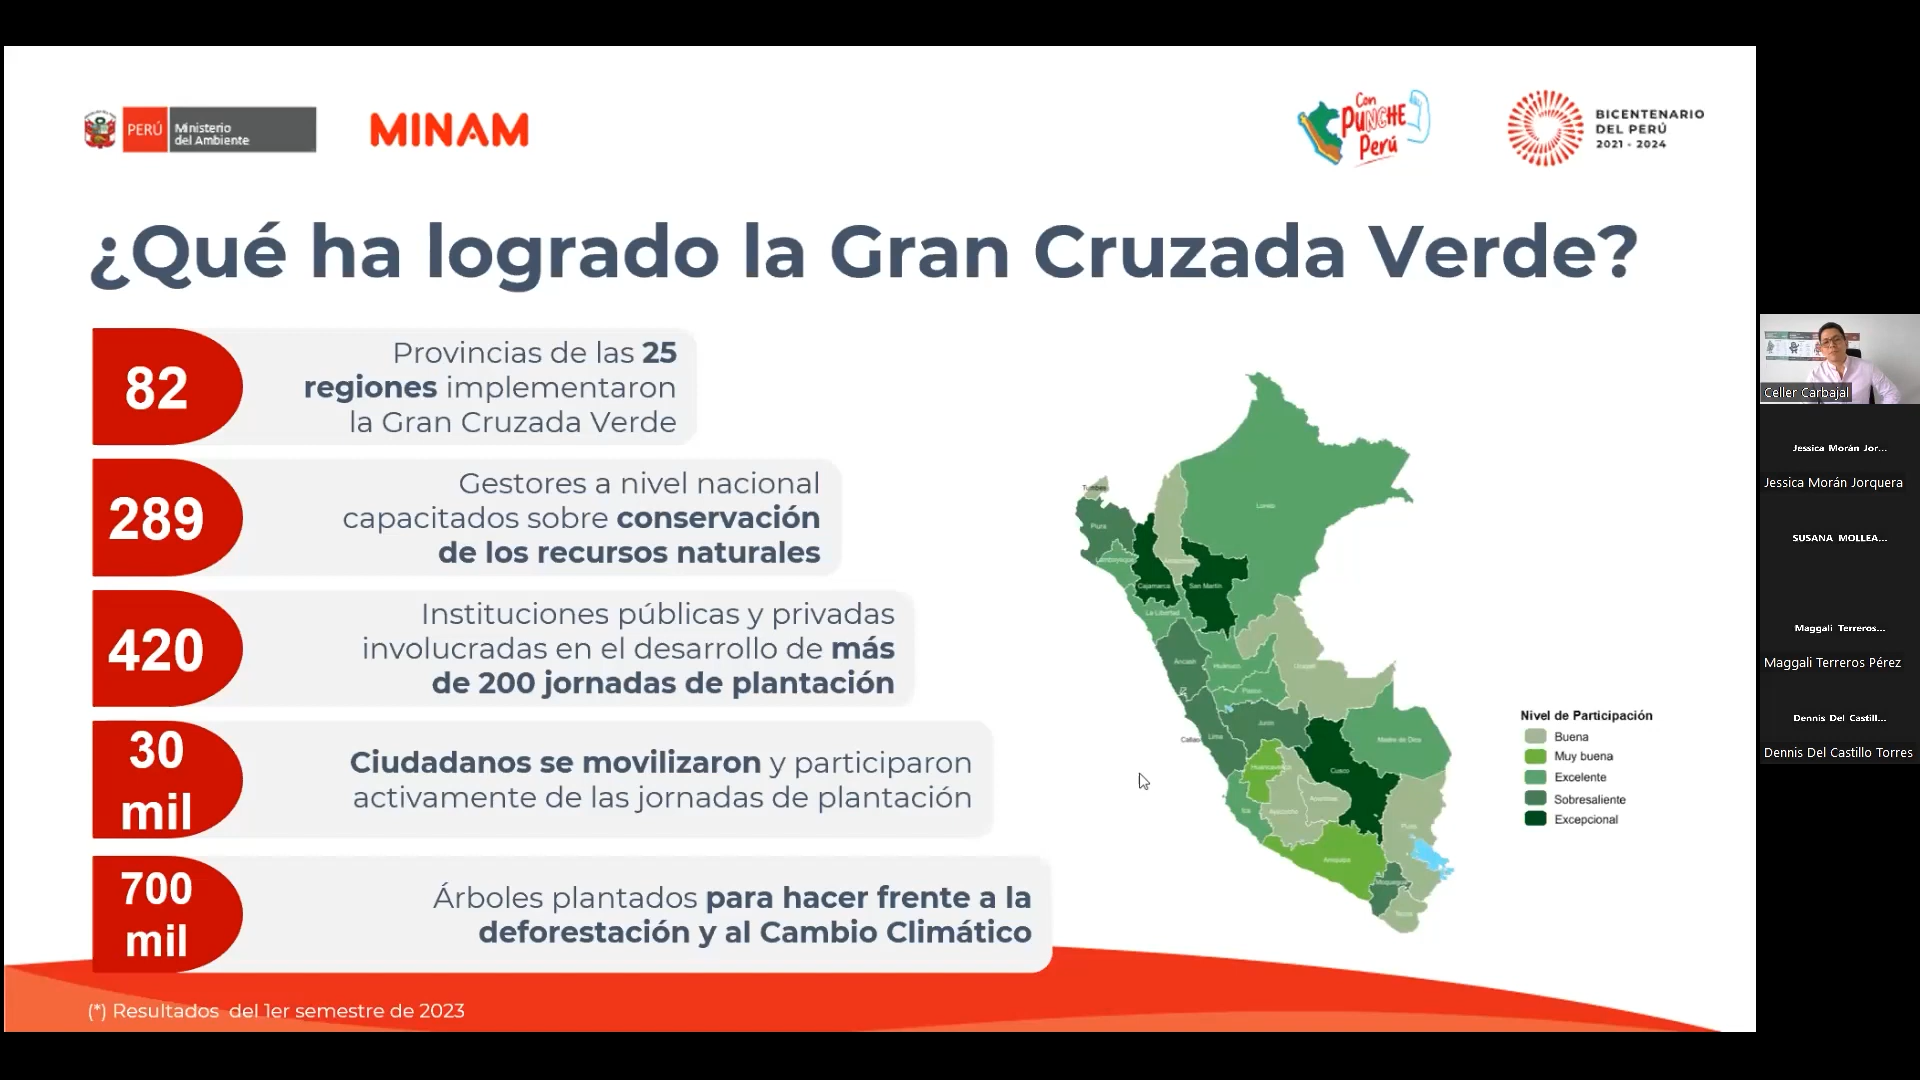 PERÚ
Ministerio
del Ambiente
MINAM
Con
PUNCHE
Perú
BICENTENARIO
DEL PERÚ
2021 - 2024
¿Qué ha logrado la Gran Cruzada Verde?
82
Provincias de las 25
regiones implementaron
la Gran Cruzada Verde
289
Gestores a nivel nacional
capacitados sobre conservación
de los recursos naturales
420
Instituciones públicas y privadas
involucradas en el desarrollo de más
de 200 jornadas de plantación
30
mil
Ciudadanos se movilizaron y participaron
activamente de las jornadas de plantación
700
mil
Árboles plantados para hacer frente a la
deforestación y al Cambio Climático
(*) Resultados del 1er semestre de 2023
Tumbes
Piura
Loreto
Lambayeque
Amazonas
Cajamarca
San Martín
La Libertad
Ancash
Huánuco
Ucayali
Pasco
Junín
Lima
Callao
Madre de Dios
Huancavelica
Cusco
Ica
Ayacucho
Apurímac
Puno
Arequipa
Moquegua
Tacna
Nivel de Participación
Buena
Muy buena
Excelente
Sobresaliente
Excepcional
Celler Carbajal
Jessica Morán Jor...
Jessica Morán Jorquera
SUSANA MOLLEA...
Maggali Terreros...
Maggali Terreros Pérez
Dennis Del Castill...
Dennis Del Castillo Torres